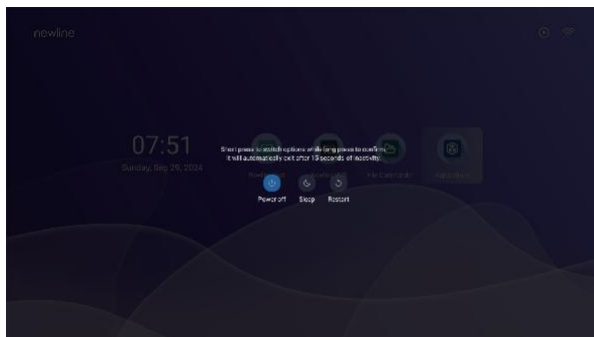 newline
07:51
Sunday, Sep 29, 2024
Short press to switch options while long press to confirm.
It will automatically exit after 15 seconds of inactivity.
File Commander
Power off
Sleep
Restart